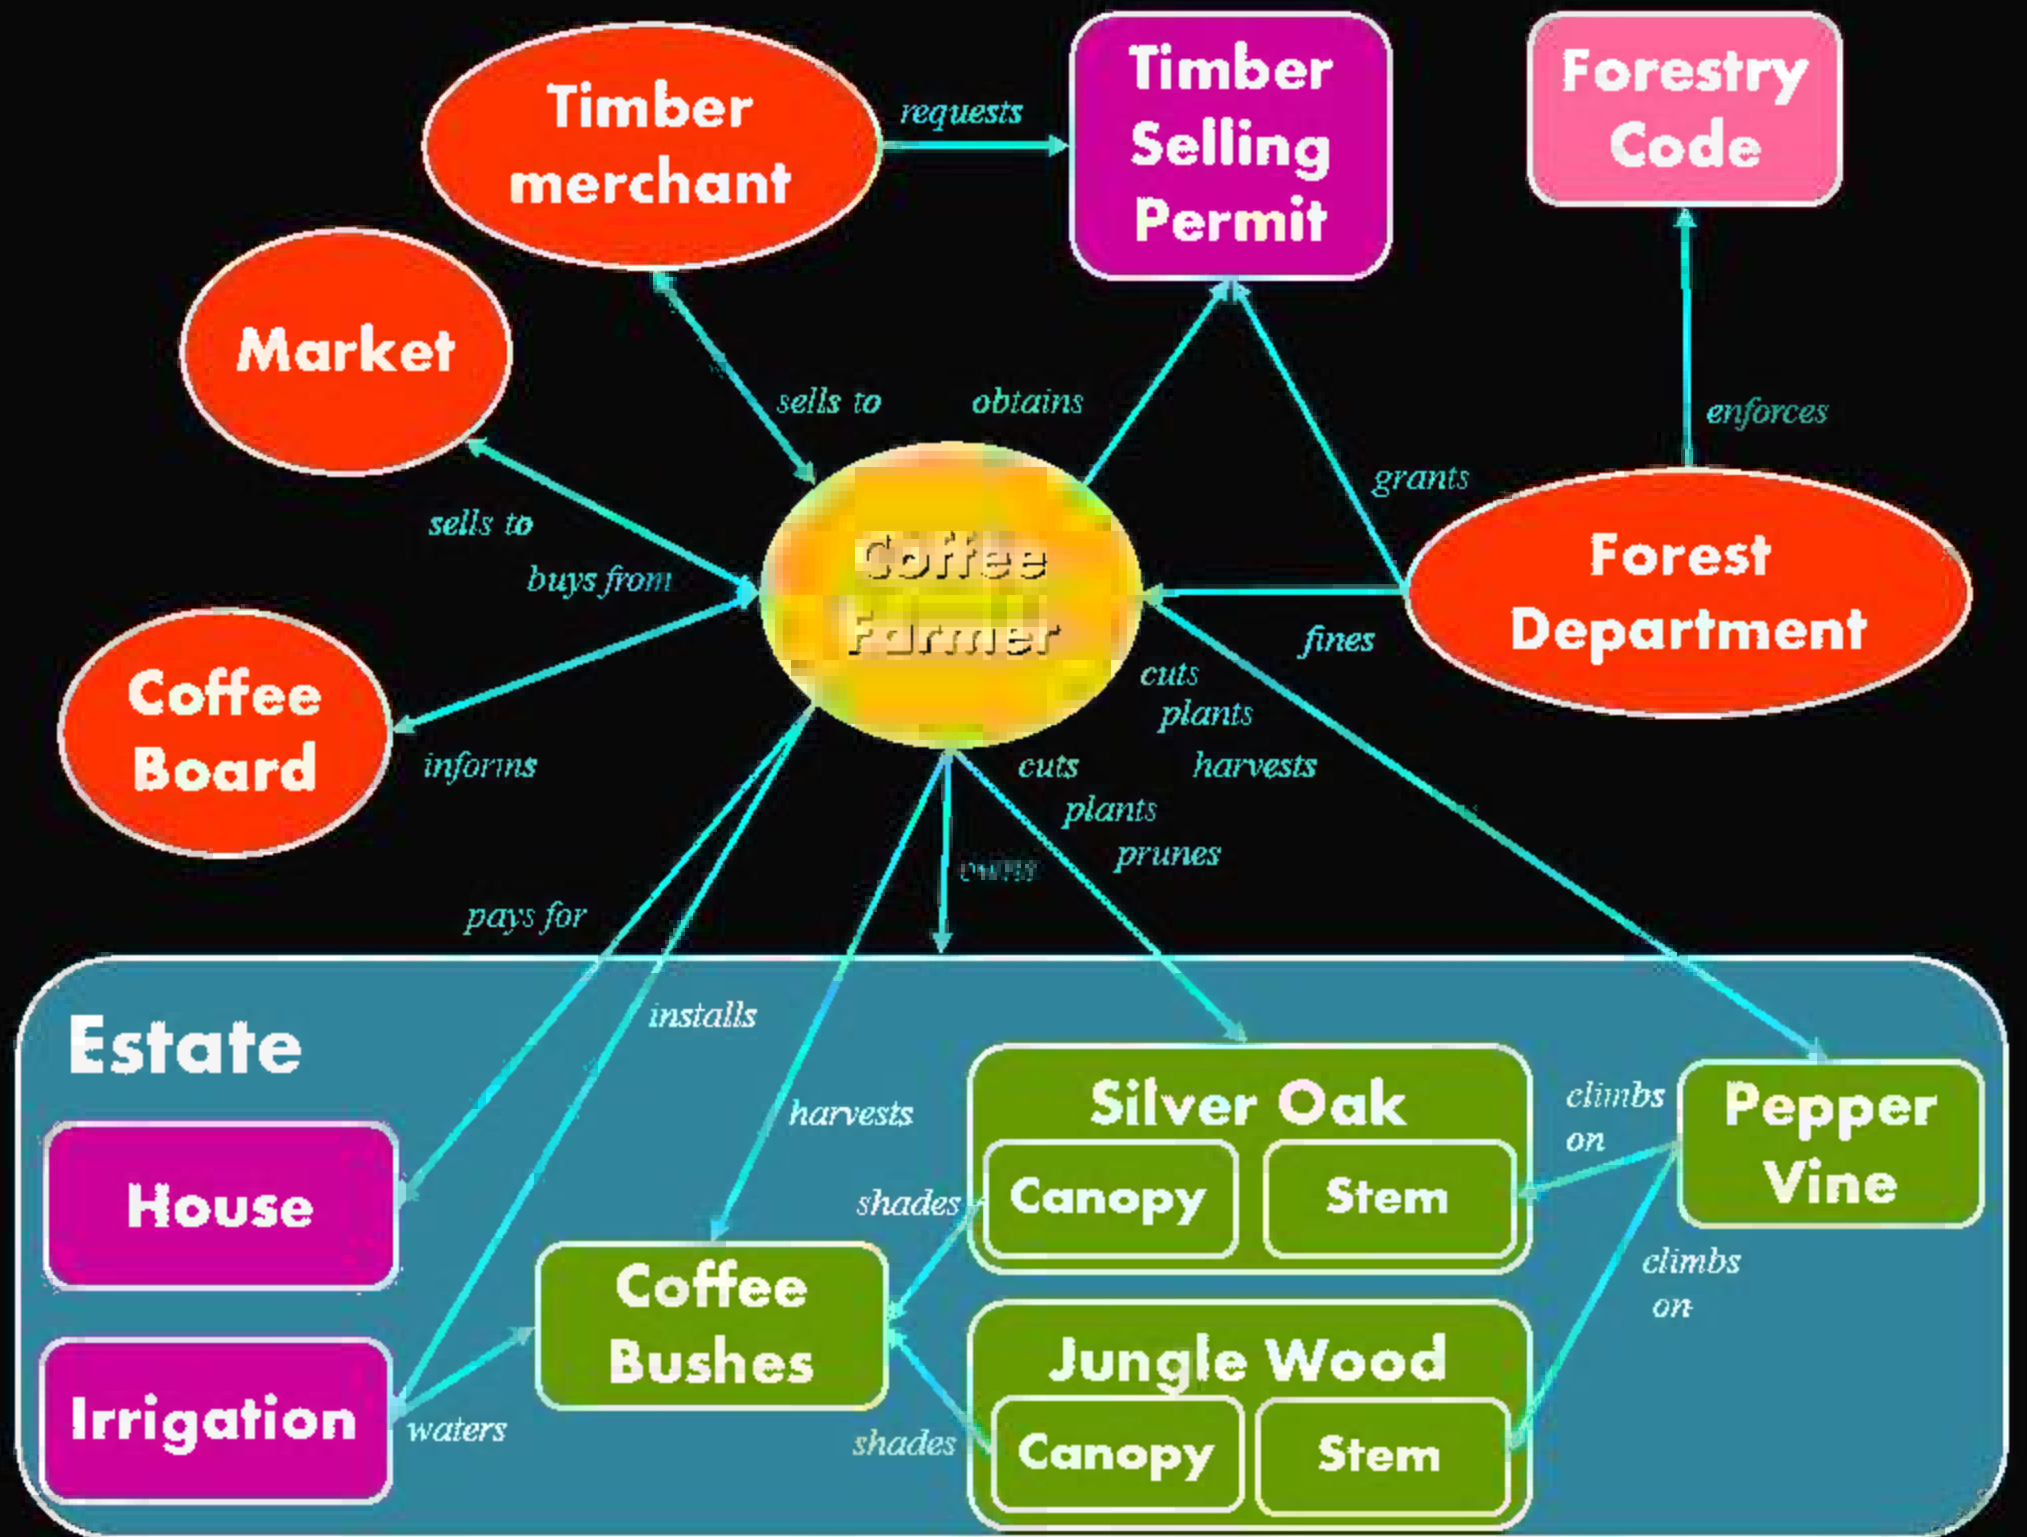 Timber
merchant
requests
Timber
Selling
Permit
Forestry
Code
Market
sells to
obtains
enforces
grants
sells to
buys from
Coffee
Farmer
Forest
Department
fines
Coffee
Board
informs
cuts
plants
harvests
cuts
plants
prunes
pays for
installs
Estate
House
Irrigation
waters
harvests
Coffee
Bushes
shades
shades
Silver Oak
Canopy
Stem
Jungle Wood
Canopy
Stem
climbs
on
Pepper
Vine
climbs
on